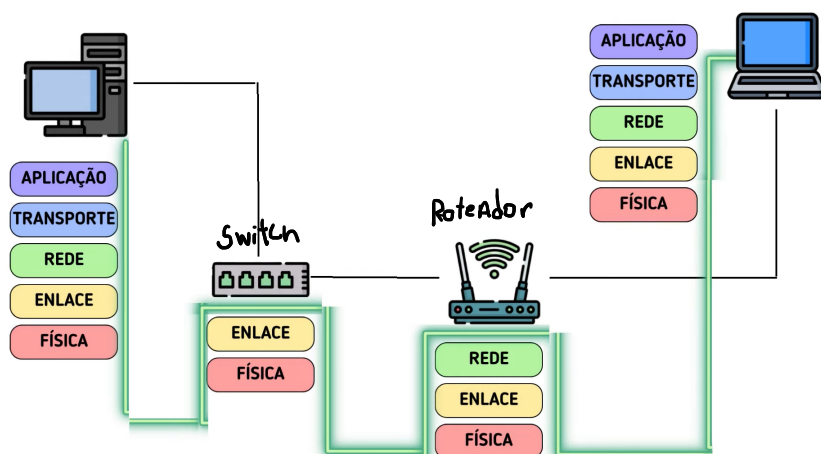 APLICAÇÃO
TRANSPORTE
REDE
ENLACE
FÍSICA
Switch
ENLACE
FÍSICA
Roteador
REDE
ENLACE
FÍSICA
APLICAÇÃO
TRANSPORTE
REDE
ENLACE
FÍSICA